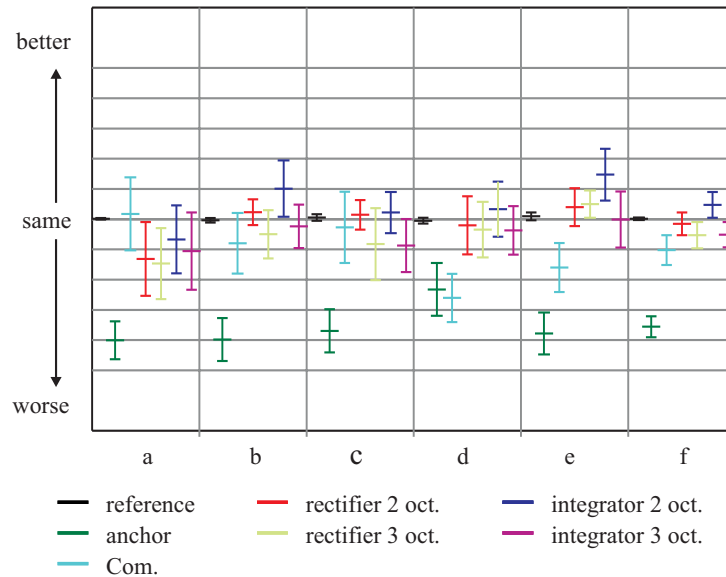 better
same
worse
a b c d e f
reference rectifier 2 oct. integrator 2 oct.
anchor rectifier 3 oct. integrator 3 oct.
Com.